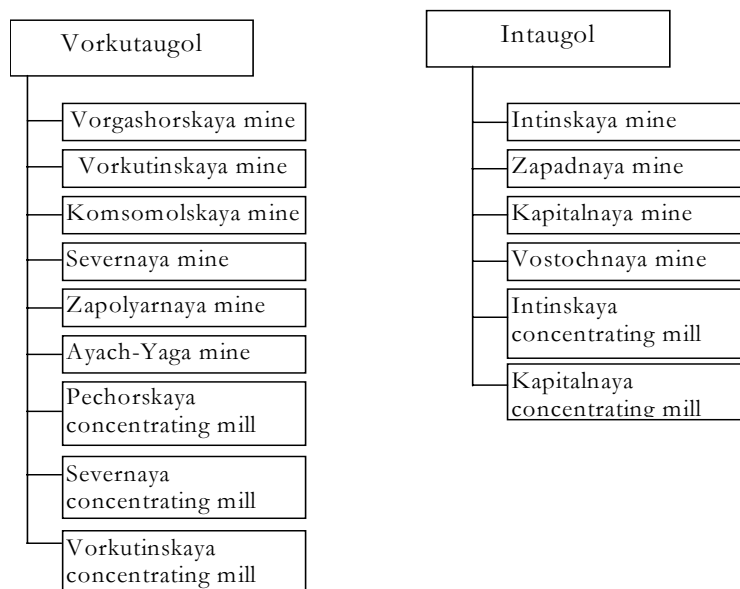 Vorkutaugol
Vorgashorskaya mine
Vorkutinskaya mine
Komsomolskaya mine
Severnaya mine
Zapolyarnaya mine
Ayach-Yaga mine
Pechorskaya
concentrating mill
Severnaya
concentrating mill
Vorkutinskaya
concentrating mill
Intaugol
Intinskaya mine
Zapadnaya mine
Kapitalnaya mine
Vostochnaya mine
Intinskaya
concentrating mill
Kapitalnaya
concentrating mill